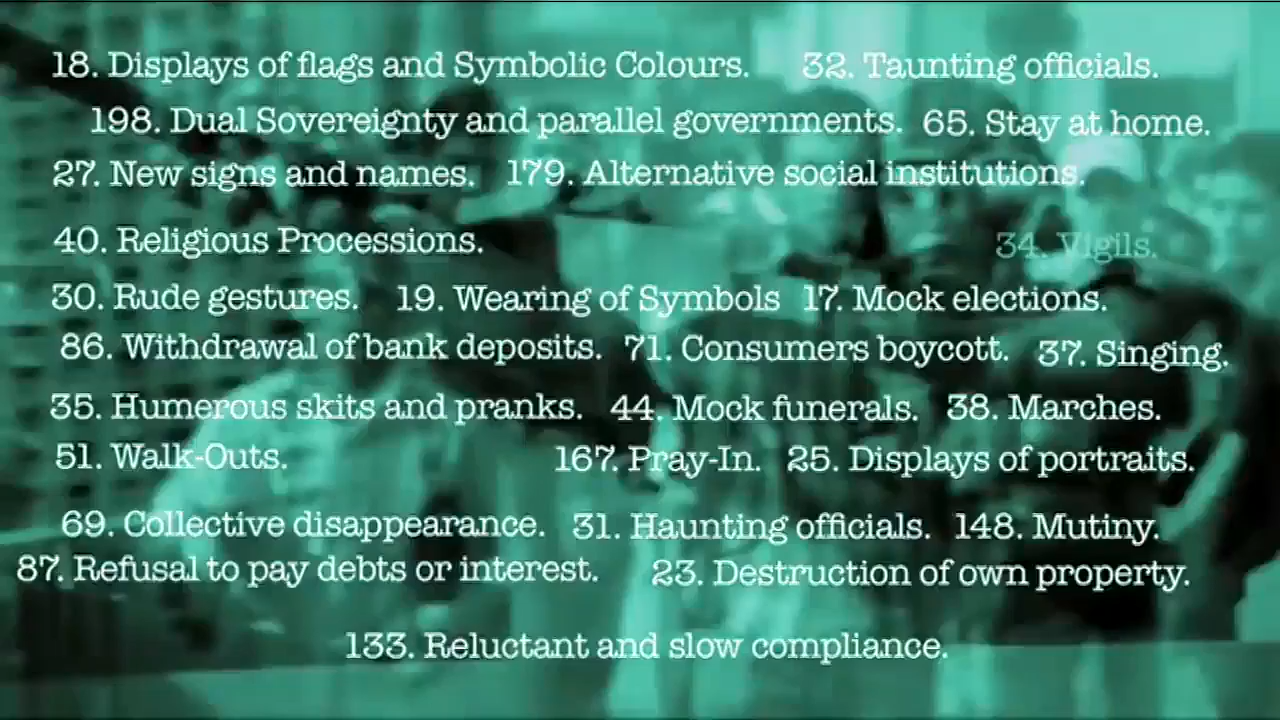 18. Displays of flags and Symbolic Colours. 32. Taunting officials.
198. Dual Sovereignty and parallel governments. 65. Stay at home.
27. New signs and names. 179. Alternative social institutions.
40. Religious Processions. 34. Vigils.
30. Rude gestures. 19. Wearing of Symbols 17. Mock elections.
86. Withdrawal of bank deposits. 71. Consumers boycott. 37. Singing.
35. Humerous skits and pranks. 44. Mock funerals. 38. Marches.
51. Walk-Outs. 167. Pray-In. 25. Displays of portraits.
69. Collective disappearance. 31. Haunting officials. 148. Mutiny.
87. Refusal to pay debts or interest. 23. Destruction of own property.
133. Reluctant and slow compliance.